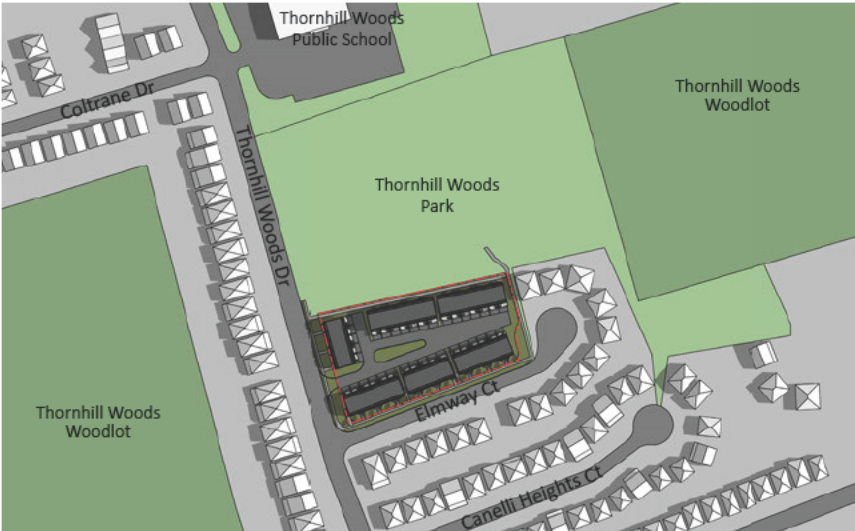 Thornhill Woods
Public School
Coltrane Dr
Thornhill Woods
Woodlot
Thornhill Woods Dr
Thornhill Woods
Park
Thornhill Woods
Woodlot
Elmway Ct
Canelli Heights Ct